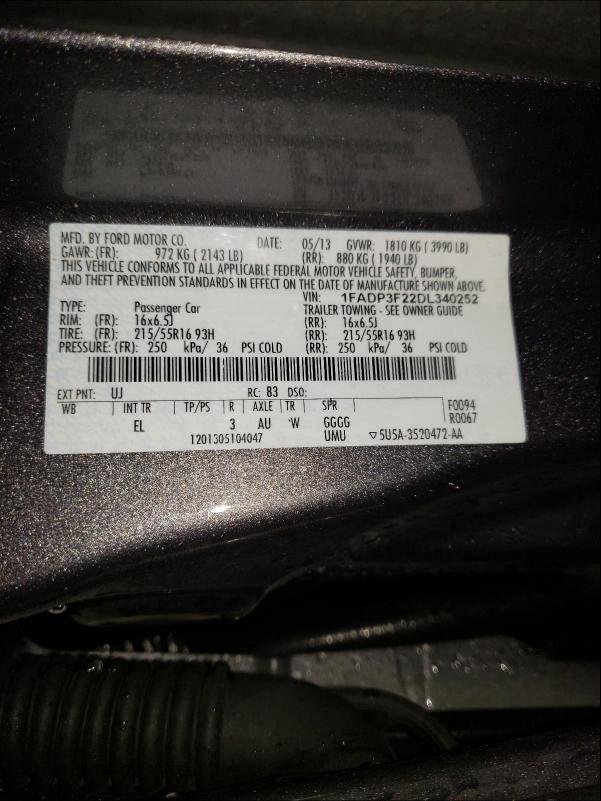 MFD. BY FORD MOTOR CO. DATE: 05/13 GVWR: 1810 KG ( 3990 LB)
GAWR: (FR): 972 KG ( 2143 LB) (RR): 880 KG ( 1940 LB)
THIS VEHICLE CONFORMS TO ALL APPLICABLE FEDERAL MOTOR VEHICLE SAFETY, BUMPER,
AND THEFT PREVENTION STANDARDS IN EFFECT ON THE DATE OF MANUFACTURE SHOWN ABOVE.
VIN: 1FADP3F22DL340252
TYPE: Passenger Car TRAILER TOWING - SEE OWNER GUIDE
RIM: (FR): 16x6.5J (RR): 16x6.5J
TIRE: (FR): 215/55R16 93H (RR): 215/55R16 93H
PRESSURE: (FR): 250 kPa/ 36 PSI COLD (RR): 250 kPa/ 36 PSI COLD
EXT PNT: UJ RC: 83 DSO:
WB INT TR TP/PS R AXLE TR SPR F0094
EL 3 AU W GGGG R0067
1201305104047 UMU ▽5U5A-3520472-AA